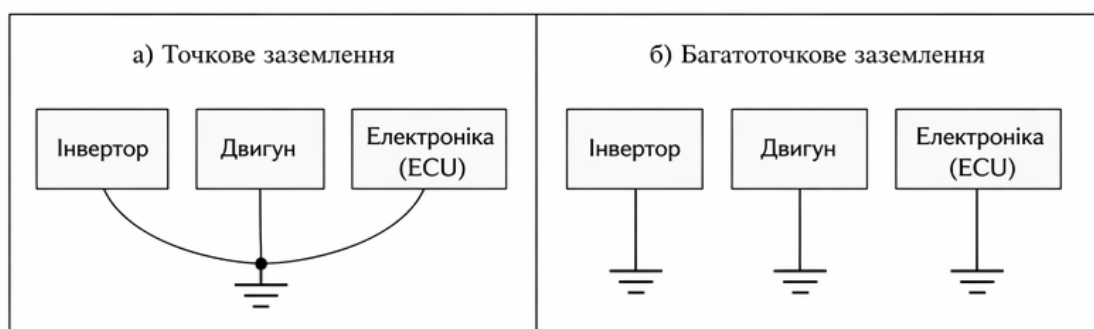 а) Точкове заземлення
Інвертор
Двигун
Електроніка
(ECU)
б) Багатоточкове заземлення
Інвертор
Двигун
Електроніка
(ECU)